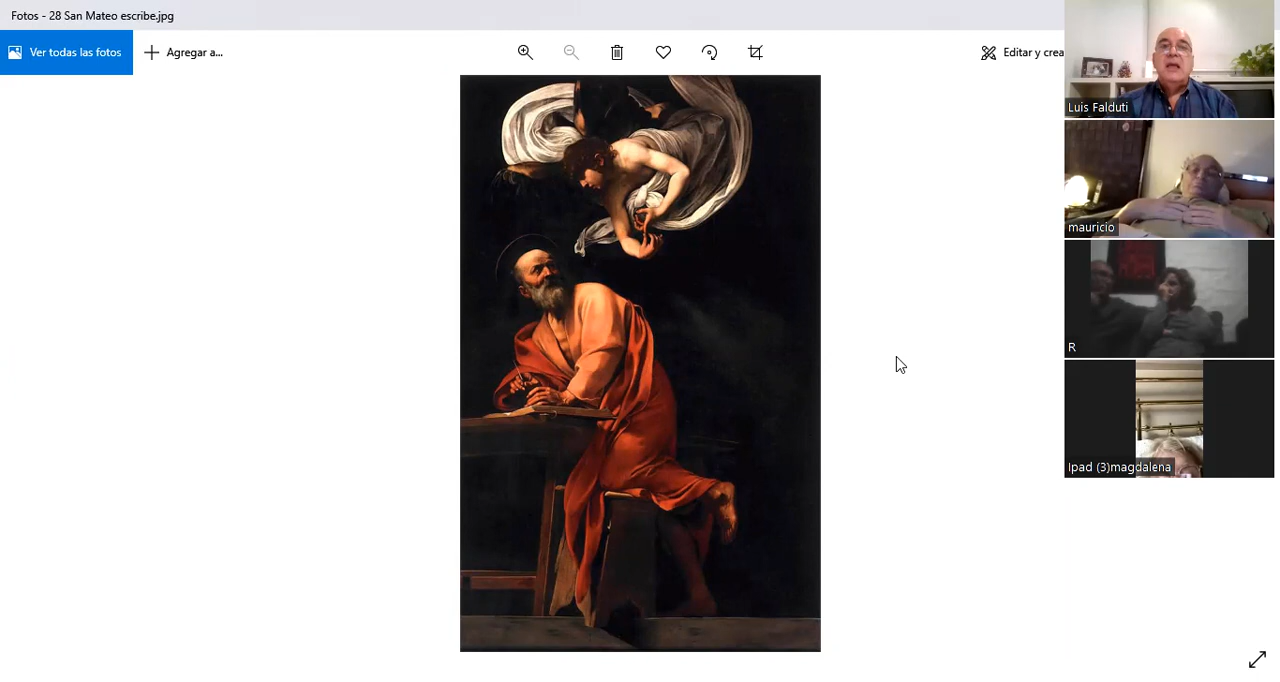 Fotos - 28 San Mateo escribe.jpg
Ver todas las fotos
Agregar a...
Editar y crea
Luis Falduti
mauricio
R
Ipad (3)magdalena